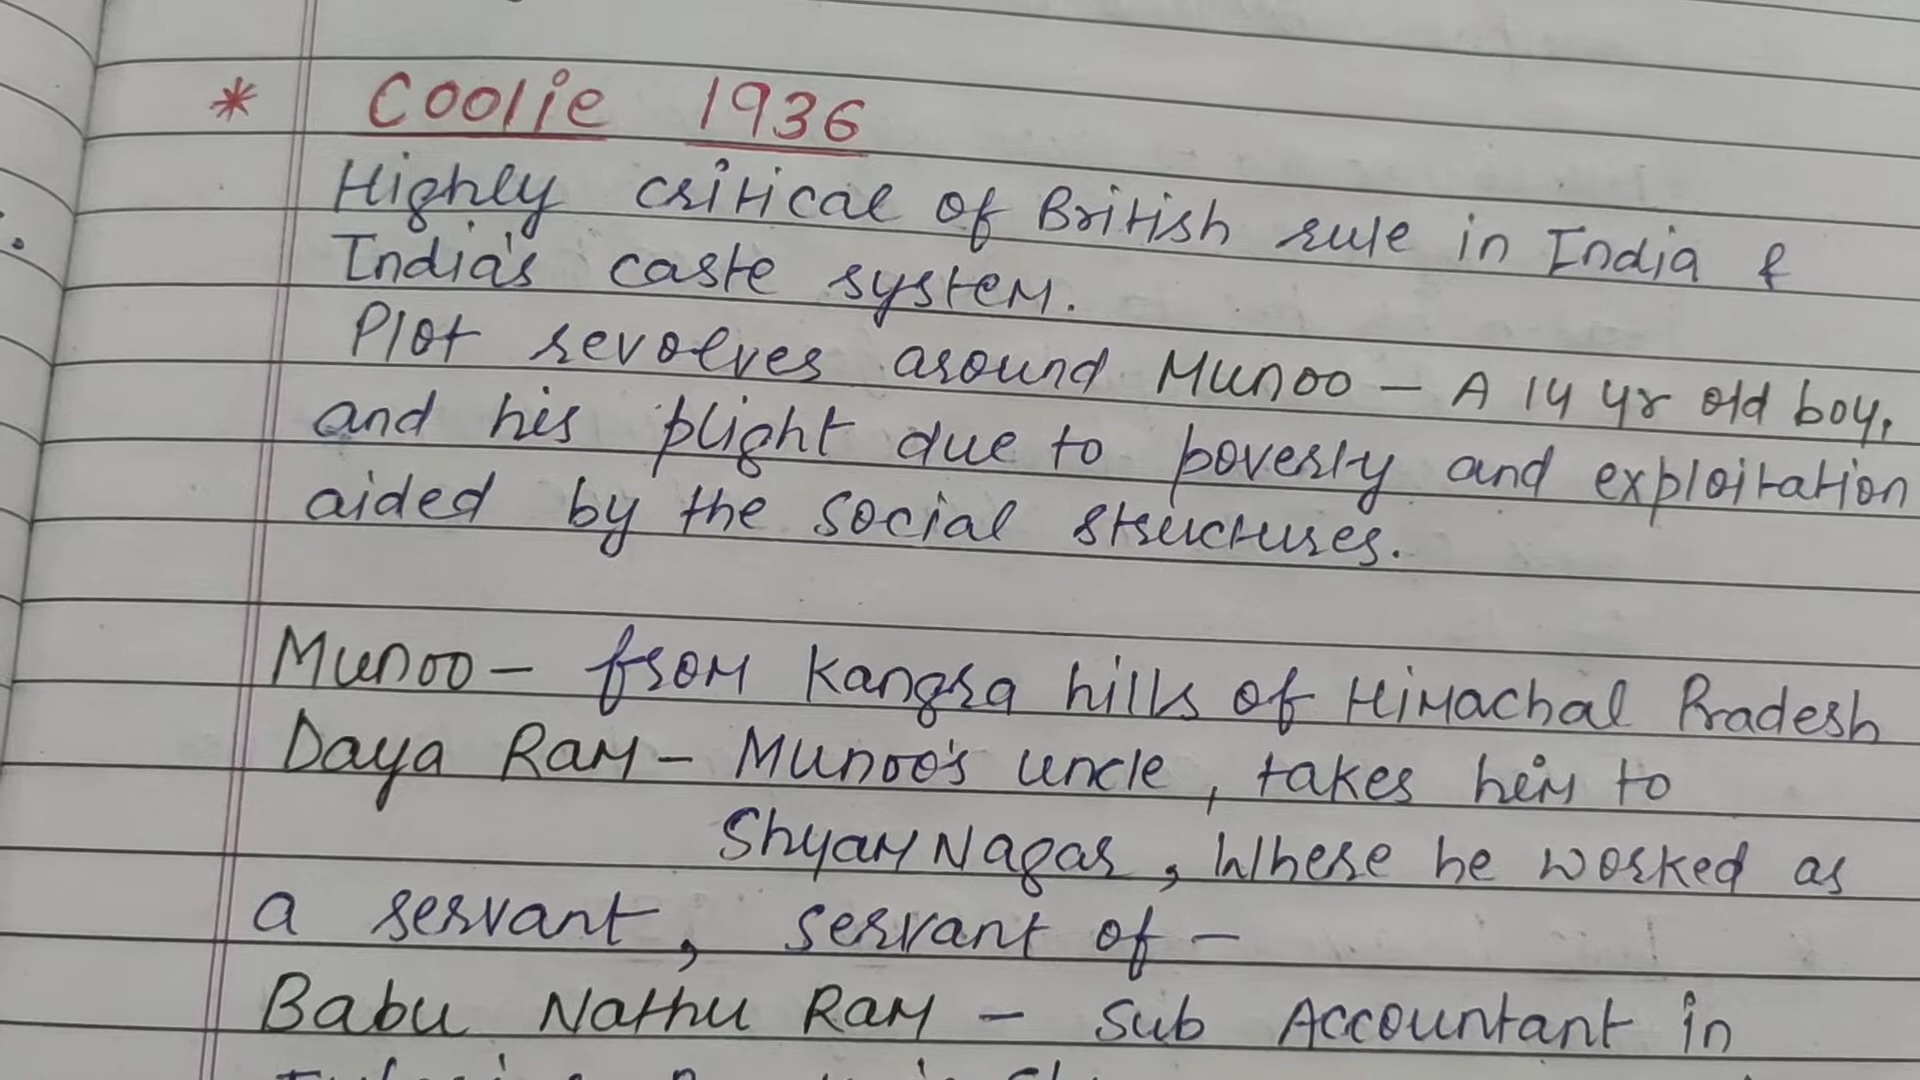 * Coolie 1936
Highly critical of British rule in India &
India's caste system.
Plot revolves around Munoo – A 14 yr old boy,
and his plight due to poverty and exploitation
aided by the social structures.
Munoo – from Kangra hills of Himachal Pradesh
Daya Ram – Munoo's uncle, takes him to
Shyam Nagar, Where he worked as
a servant, servant of –
Babu Nathu Ram – Sub Accountant in